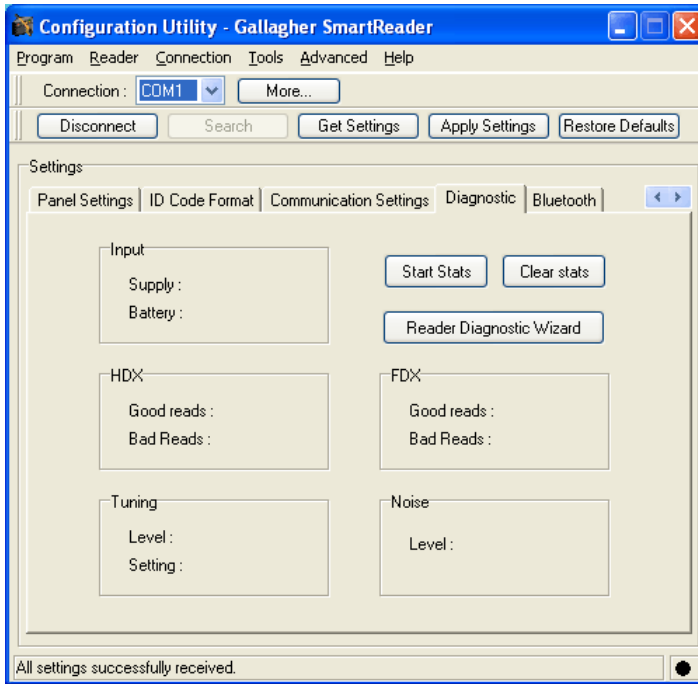 Configuration Utility - Gallagher SmartReader
Program Reader Connection Tools Advanced Help
Connection : COM1 More...
Disconnect Search Get Settings Apply Settings Restore Defaults
Settings
Panel Settings ID Code Format Communication Settings Diagnostic Bluetooth
Input
Supply :
Battery :
Start Stats Clear stats
Reader Diagnostic Wizard
HDX
Good reads :
Bad Reads :
FDX
Good reads :
Bad Reads :
Tuning
Level :
Setting :
Noise
Level :
All settings successfully received.